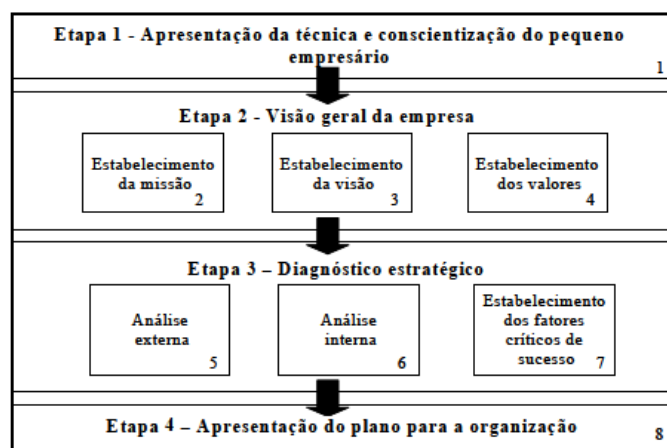 Etapa 1 - Apresentação da técnica e conscientização do pequeno
empresário
1
Etapa 2 - Visão geral da empresa
Estabelecimento
da missão
2
Estabelecimento
da visão
3
Estabelecimento
dos valores
4
Etapa 3 – Diagnóstico estratégico
Análise
externa
5
Análise
interna
6
Estabelecimento
dos fatores
críticos de
sucesso
7
Etapa 4 – Apresentação do plano para a organização
8